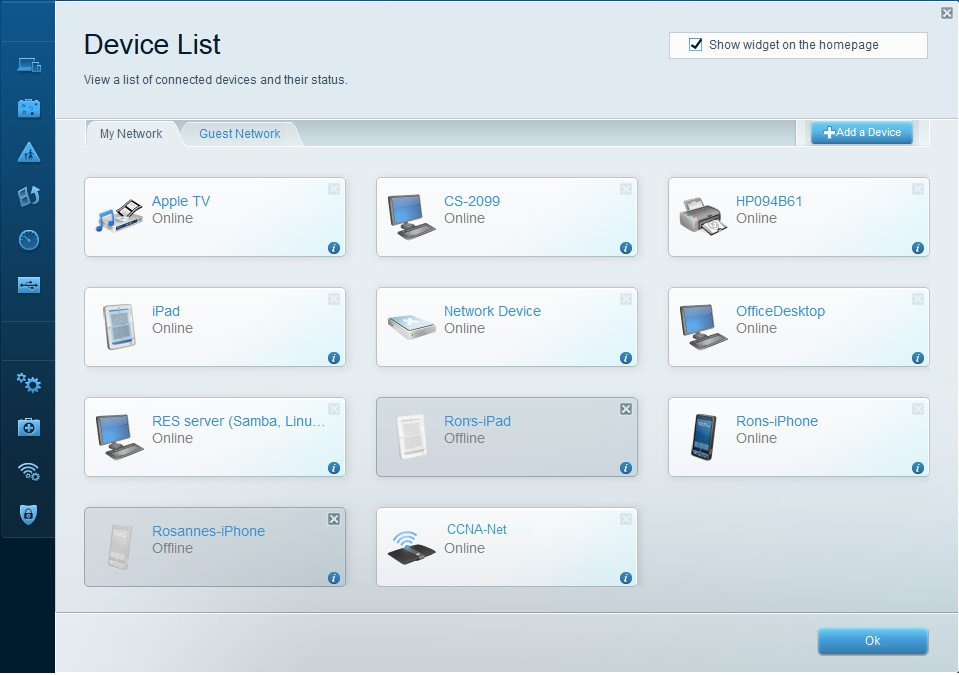 Device List
Show widget on the homepage
View a list of connected devices and their status.
My Network
Guest Network
Add a Device
Apple TV
Online
CS-2099
Online
HP094B61
Online
iPad
Online
Network Device
Online
OfficeDesktop
Online
RES server (Samba, Linu...
Online
Rons-iPad
Offline
Rons-iPhone
Online
Rosannes-iPhone
Offline
CCNA-Net
Online
Ok